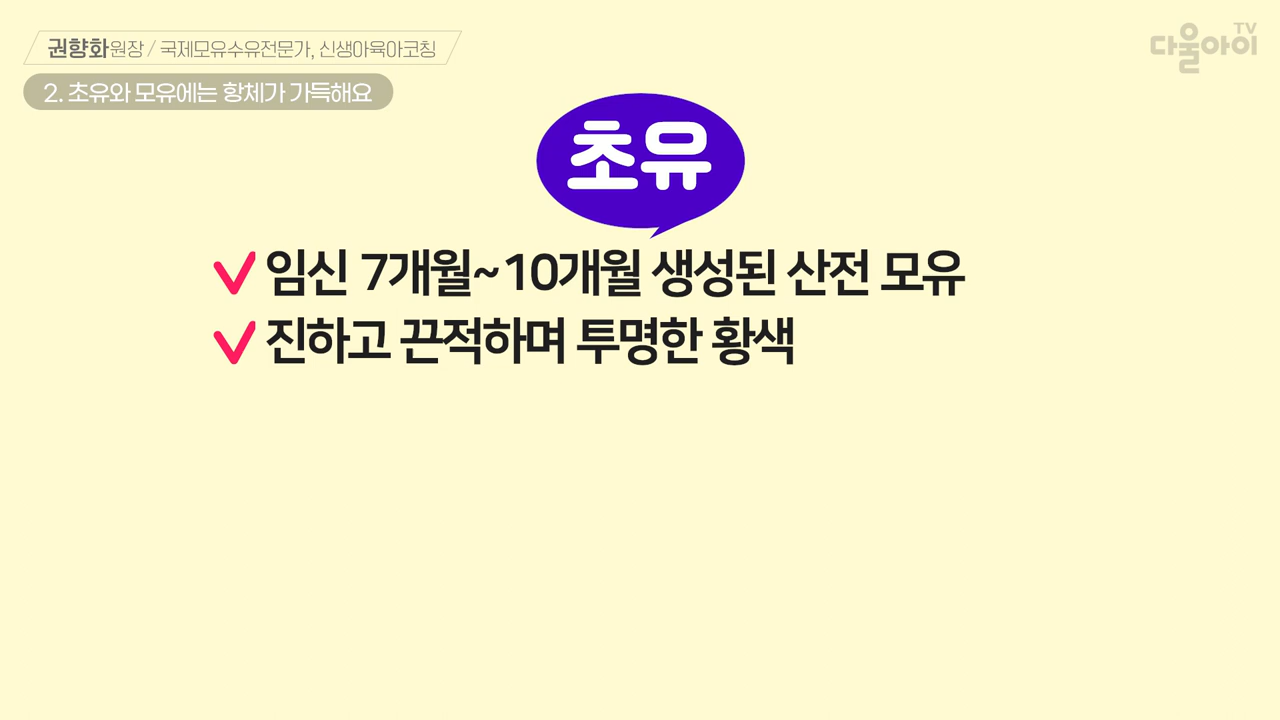 권향화원장 / 국제모유수유전문가, 신생아육아코칭
다울아이 TV
2. 초유와 모유에는 항체가 가득해요
초유
임신 7개월~10개월 생성된 산전 모유
진하고 끈적하며 투명한 황색